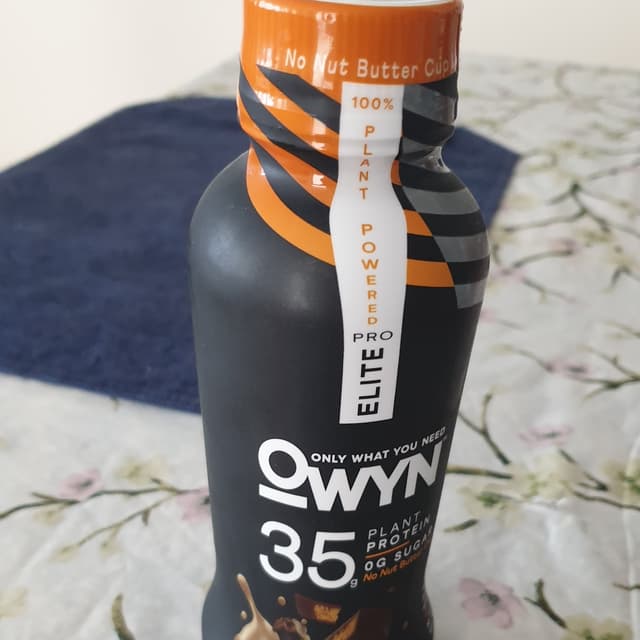 No Nut Butter Cup
100%
PLANT POWERED
PRO
ELITE
ONLY WHAT YOU NEED
OWYN
35g
PLANT
PROTEIN
0G SUGAR
No Nut Butter